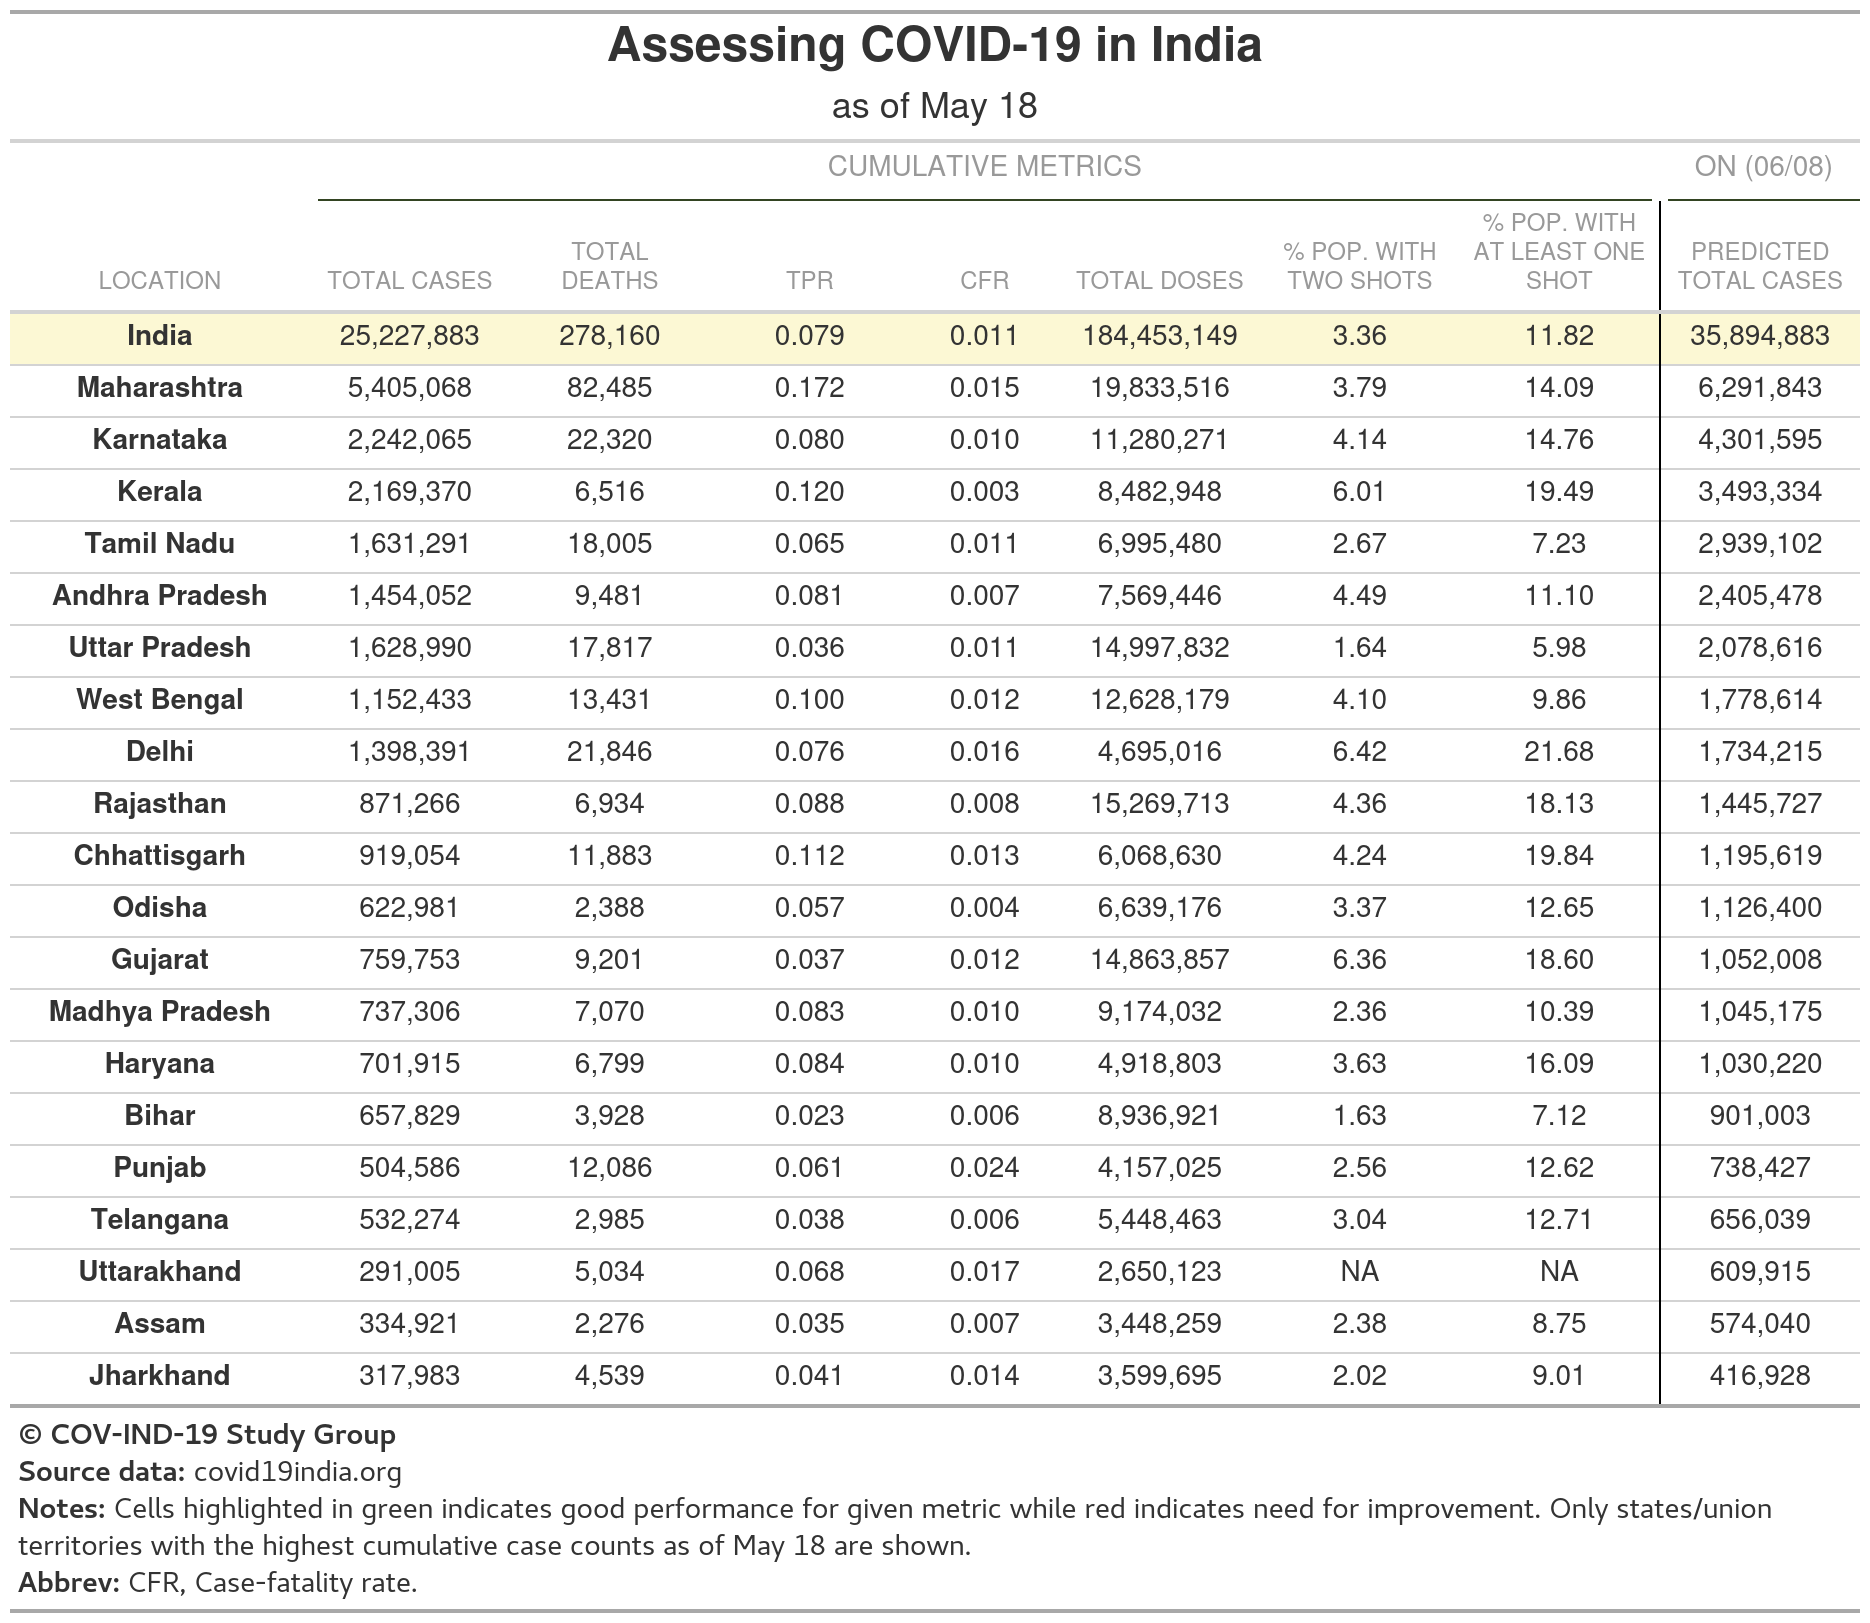 Assessing COVID-19 in India
as of May 18
CUMULATIVE METRICS ON (06/08)
LOCATION TOTAL CASES TOTAL DEATHS TPR CFR TOTAL DOSES % POP. WITH TWO SHOTS % POP. WITH AT LEAST ONE SHOT PREDICTED TOTAL CASES
India 25,227,883 278,160 0.079 0.011 184,453,149 3.36 11.82 35,894,883
Maharashtra 5,405,068 82,485 0.172 0.015 19,833,516 3.79 14.09 6,291,843
Karnataka 2,242,065 22,320 0.080 0.010 11,280,271 4.14 14.76 4,301,595
Kerala 2,169,370 6,516 0.120 0.003 8,482,948 6.01 19.49 3,493,334
Tamil Nadu 1,631,291 18,005 0.065 0.011 6,995,480 2.67 7.23 2,939,102
Andhra Pradesh 1,454,052 9,481 0.081 0.007 7,569,446 4.49 11.10 2,405,478
Uttar Pradesh 1,628,990 17,817 0.036 0.011 14,997,832 1.64 5.98 2,078,616
West Bengal 1,152,433 13,431 0.100 0.012 12,628,179 4.10 9.86 1,778,614
Delhi 1,398,391 21,846 0.076 0.016 4,695,016 6.42 21.68 1,734,215
Rajasthan 871,266 6,934 0.088 0.008 15,269,713 4.36 18.13 1,445,727
Chhattisgarh 919,054 11,883 0.112 0.013 6,068,630 4.24 19.84 1,195,619
Odisha 622,981 2,388 0.057 0.004 6,639,176 3.37 12.65 1,126,400
Gujarat 759,753 9,201 0.037 0.012 14,863,857 6.36 18.60 1,052,008
Madhya Pradesh 737,306 7,070 0.083 0.010 9,174,032 2.36 10.39 1,045,175
Haryana 701,915 6,799 0.084 0.010 4,918,803 3.63 16.09 1,030,220
Bihar 657,829 3,928 0.023 0.006 8,936,921 1.63 7.12 901,003
Punjab 504,586 12,086 0.061 0.024 4,157,025 2.56 12.62 738,427
Telangana 532,274 2,985 0.038 0.006 5,448,463 3.04 12.71 656,039
Uttarakhand 291,005 5,034 0.068 0.017 2,650,123 NA NA 609,915
Assam 334,921 2,276 0.035 0.007 3,448,259 2.38 8.75 574,040
Jharkhand 317,983 4,539 0.041 0.014 3,599,695 2.02 9.01 416,928
© COV-IND-19 Study Group
Source data: covid19india.org
Notes: Cells highlighted in green indicates good performance for given metric while red indicates need for improvement. Only states/union
territories with the highest cumulative case counts as of May 18 are shown.
Abbrev: CFR, Case-fatality rate.